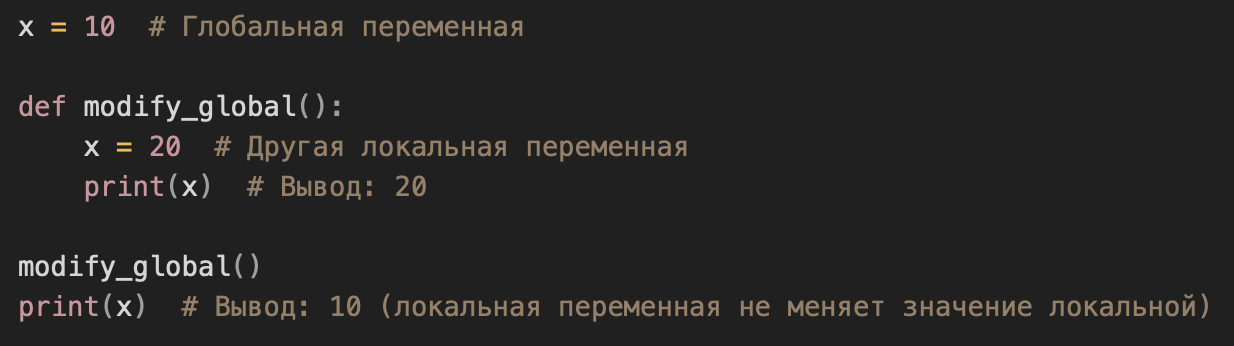 x = 10  # Глобальная переменная
def modify_global():
    x = 20  # Другая локальная переменная
    print(x)  # Вывод: 20
modify_global()
print(x)  # Вывод: 10 (локальная переменная не меняет значение локальной)